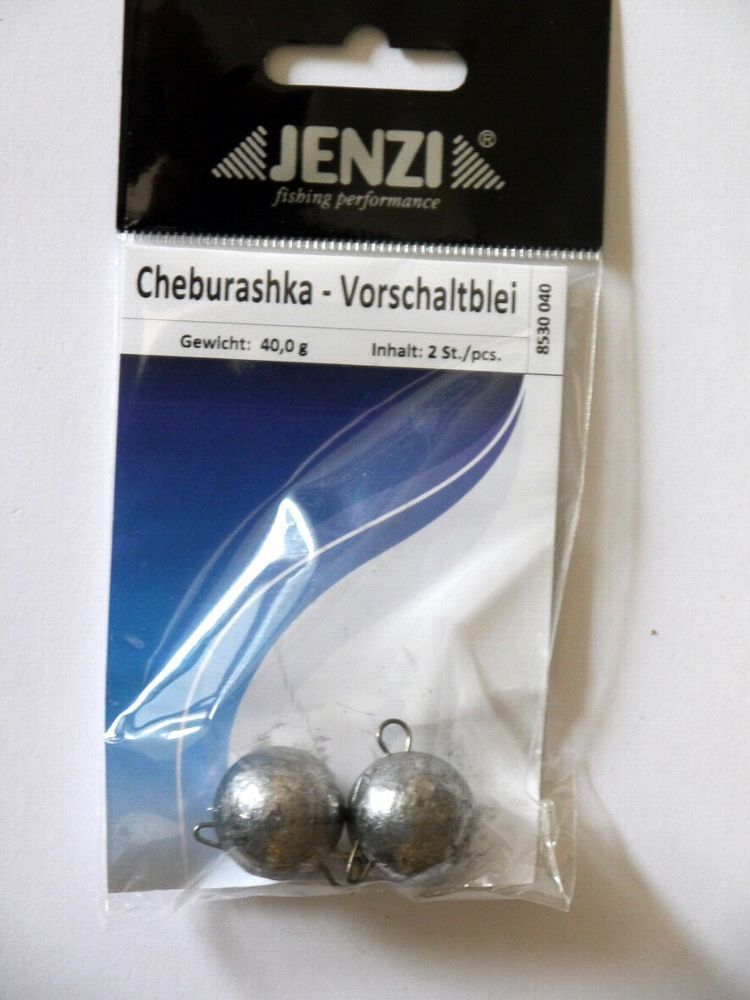 JENZI®
fishing performance
Cheburashka - Vorschaltblei
Gewicht: 40,0 g Inhalt: 2 St./pcs.
8530 040